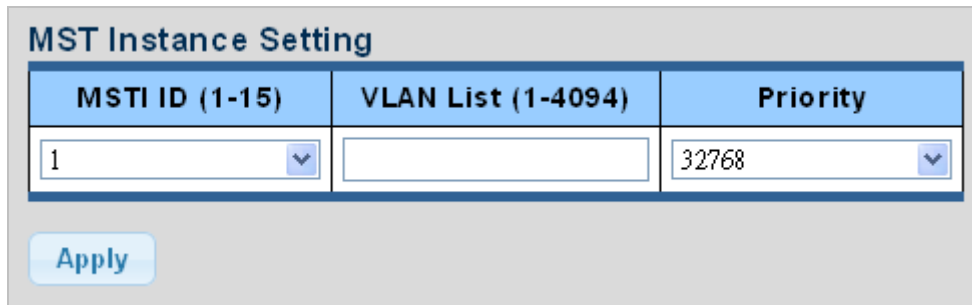 MST Instance Setting
MSTI ID (1-15) VLAN List (1-4094) Priority
1 32768
Apply